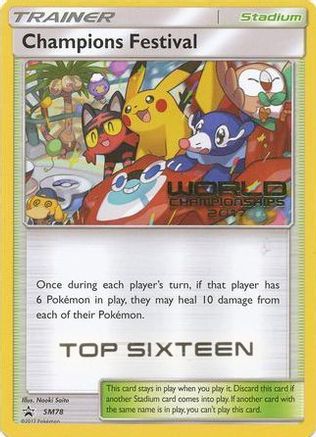 TRAINER
Stadium
Champions Festival
WORLD
CHAMPIONSHIPS
2017
Once during each player's turn, if that player has
6 Pokémon in play, they may heal 10 damage from
each of their Pokémon.
TOP SIXTEEN
Illus. Naoki Saito
This card stays in play when you play it. Discard this card if
another Stadium card comes into play. If another card with
the same name is in play, you can't play this card.
SM78
©2017 Pokémon